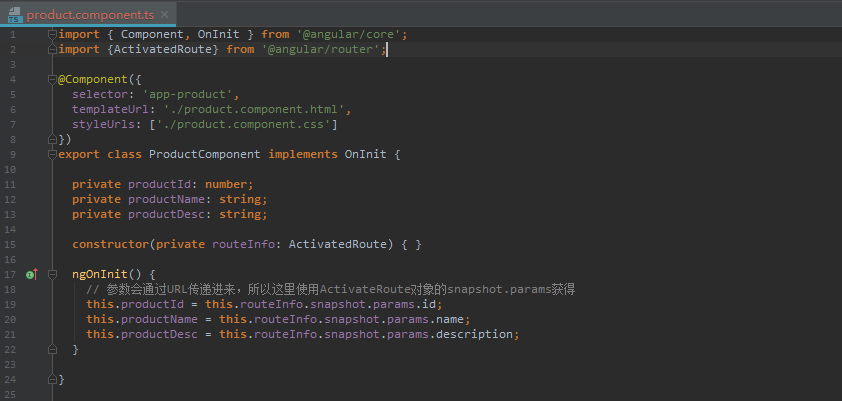 product.component.ts
1 import { Component, OnInit } from '@angular/core';
2 import {ActivatedRoute} from '@angular/router';
3
4 @Component({
5   selector: 'app-product',
6   templateUrl: './product.component.html',
7   styleUrls: ['./product.component.css']
8 })
9 export class ProductComponent implements OnInit {
10
11   private productId: number;
12   private productName: string;
13   private productDesc: string;
14
15   constructor(private routeInfo: ActivatedRoute) { }
16
17   ngOnInit() {
18     // 参数会通过URL传递进来，所以这里使用ActivateRoute对象的snapshot.params获得
19     this.productId = this.routeInfo.snapshot.params.id;
20     this.productName = this.routeInfo.snapshot.params.name;
21     this.productDesc = this.routeInfo.snapshot.params.description;
22   }
23
24 }
25